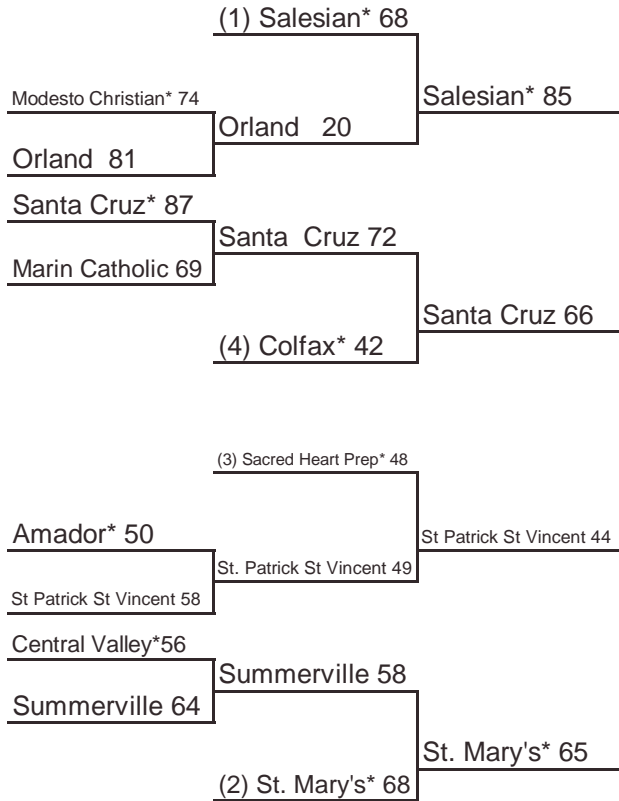 (1) Salesian* 68
Modesto Christian* 74
Salesian* 85
Orland 20
Orland 81
Santa Cruz* 87
Santa Cruz 72
Marin Catholic 69
Santa Cruz 66
(4) Colfax* 42
(3) Sacred Heart Prep* 48
Amador* 50
St Patrick St Vincent 44
St. Patrick St Vincent 49
St Patrick St Vincent 58
Central Valley*56
Summerville 58
Summerville 64
St. Mary's* 65
(2) St. Mary's* 68